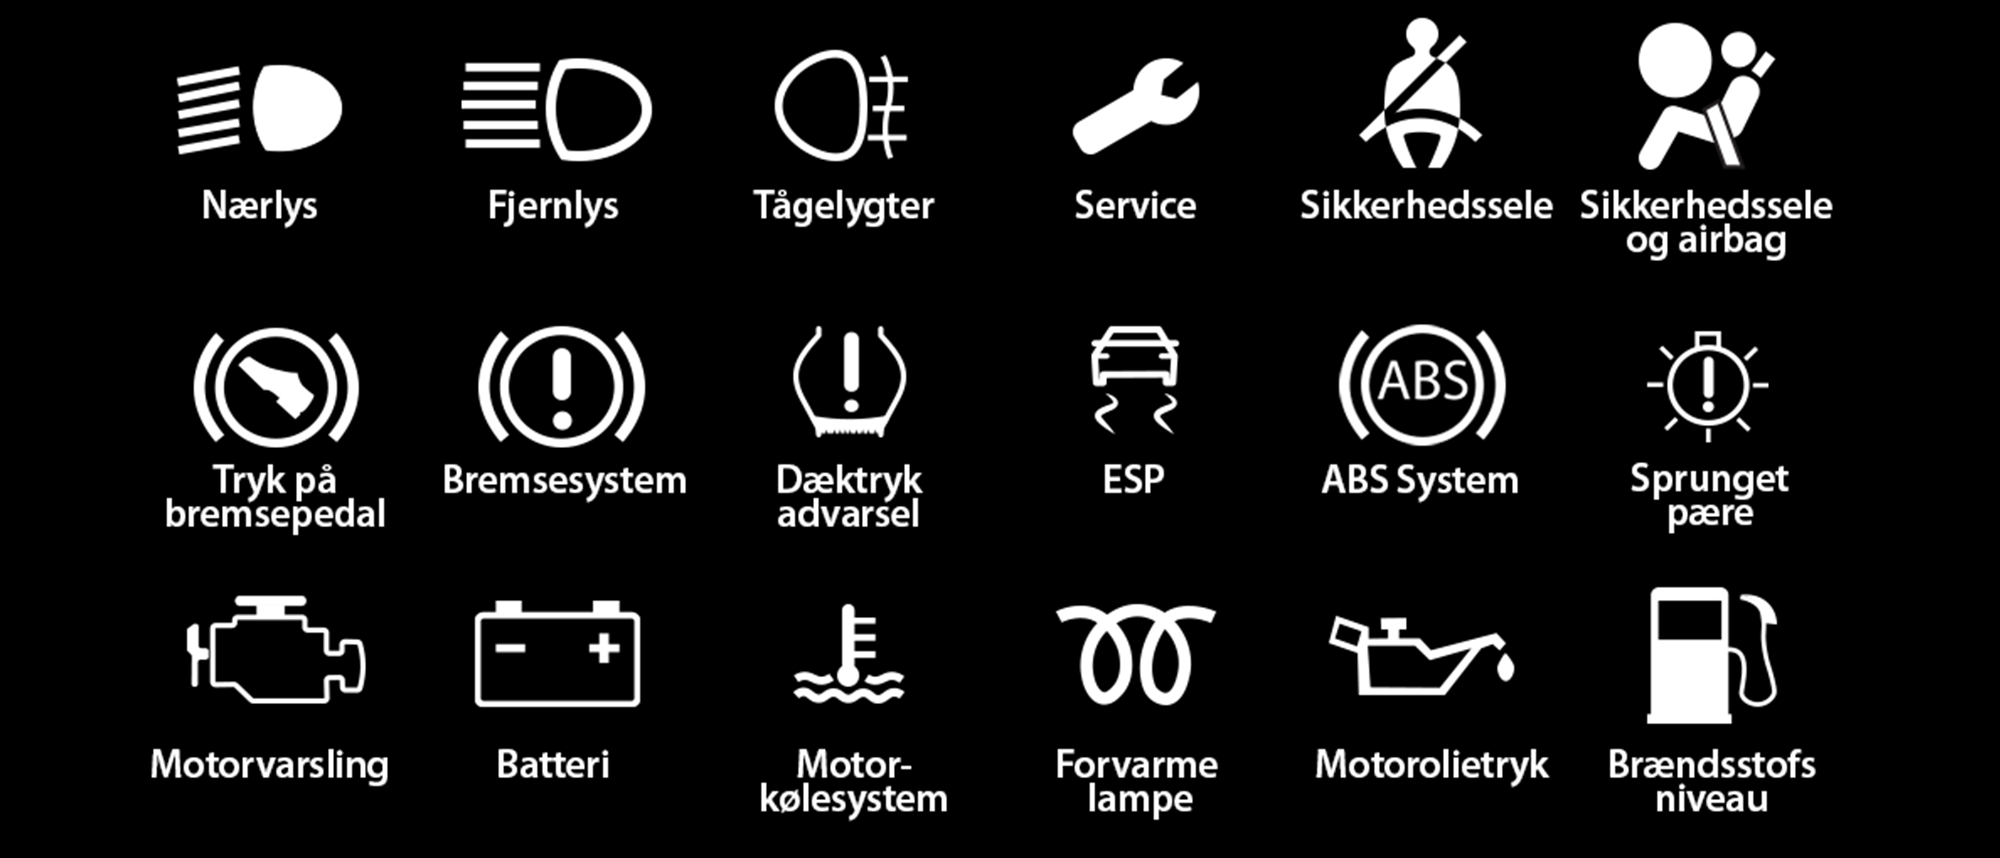 Nærlys
Fjernlys
Tågelygter
Service
Sikkerhedssele
Sikkerhedssele
og airbag
ABS
Tryk på
bremsepedal
Bremsesystem
Dæktryk
advarsel
ESP
ABS System
Sprunget
pære
Motorvarsling
Batteri
Motor-
kølesystem
Forvarme
lampe
Motorolietryk
Brændsstofs
niveau